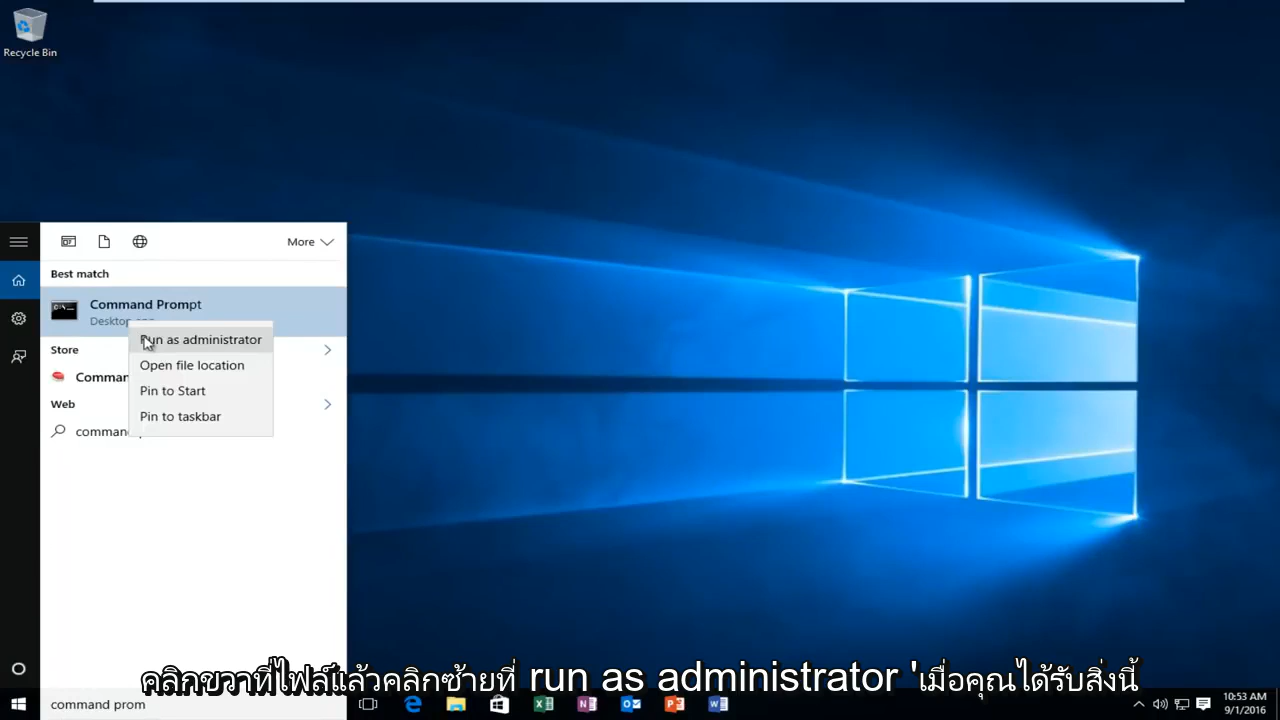 Recycle Bin
More
Best match
Command Prompt
Desktop app
Run as administrator
Store
Open file location
Comman
Pin to Start
Web
Pin to taskbar
comman
คลิกขวาที่ไฟล์แล้วคลิกซ้ายที่ run as administrator 'เมื่อคุณได้รับสิ่งนี้
command prom
10:53 AM
9/1/2016